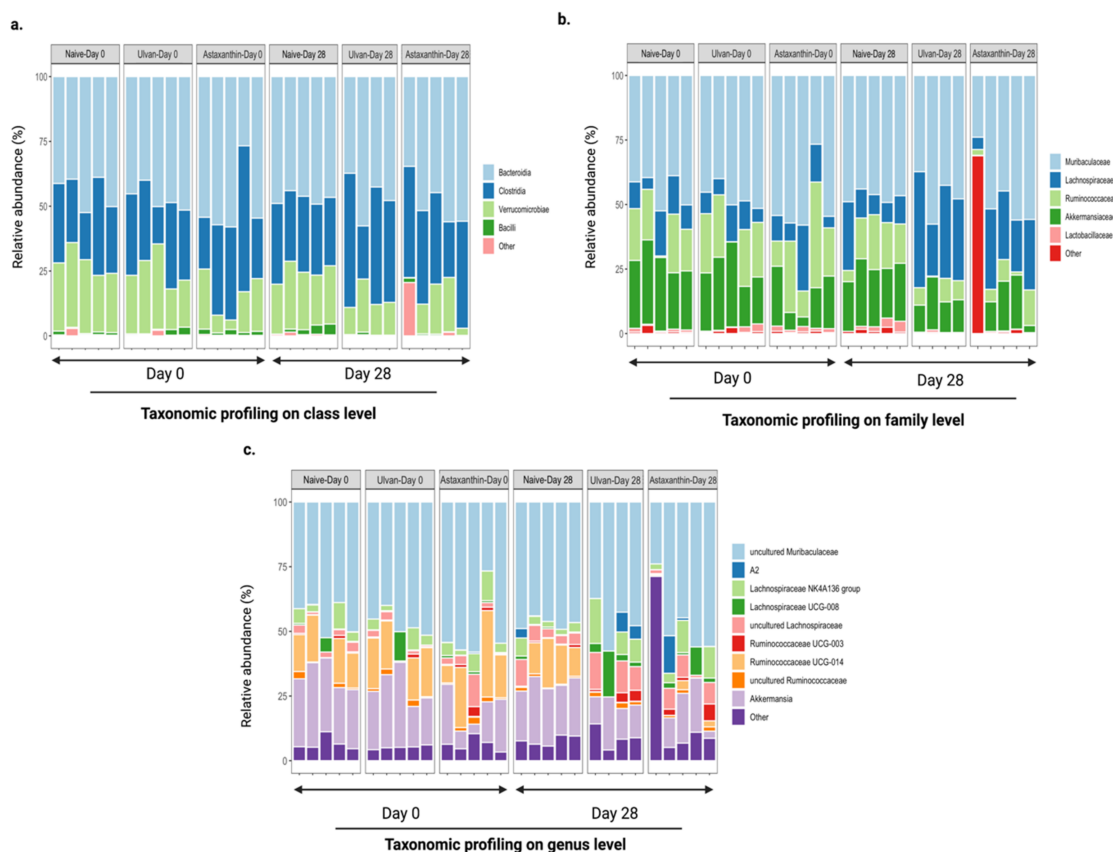 a.
Naive-Day 0 Ulvan-Day 0 Astaxanthin-Day 0 Naive-Day 28 Ulvan-Day 28 Astaxanthin-Day 28
Relative abundance (%)
100
75
50
25
0
Bacteroidia
Clostridia
Verrucomicrobiae
Bacilli
Other
Day 0 Day 28
Taxonomic profiling on class level
b.
Naive-Day 0 Ulvan-Day 0 Astaxanthin-Day 0 Naive-Day 28 Ulvan-Day 28 Astaxanthin-Day 28
Relative abundance (%)
100
75
50
25
0
Muribaculaceae
Lachnospiraceae
Ruminococcaceae
Akkermansiaceae
Lactobacillaceae
Other
Day 0 Day 28
Taxonomic profiling on family level
c.
Naive-Day 0 Ulvan-Day 0 Astaxanthin-Day 0 Naive-Day 28 Ulvan-Day 28 Astaxanthin-Day 28
Relative abundance (%)
100
75
50
25
0
uncultured Muribaculaceae
A2
Lachnospiraceae NK4A136 group
Lachnospiraceae UCG-008
uncultured Lachnospiraceae
Ruminococcaceae UCG-003
Ruminococcaceae UCG-014
uncultured Ruminococcaceae
Akkermansia
Other
Day 0 Day 28
Taxonomic profiling on genus level